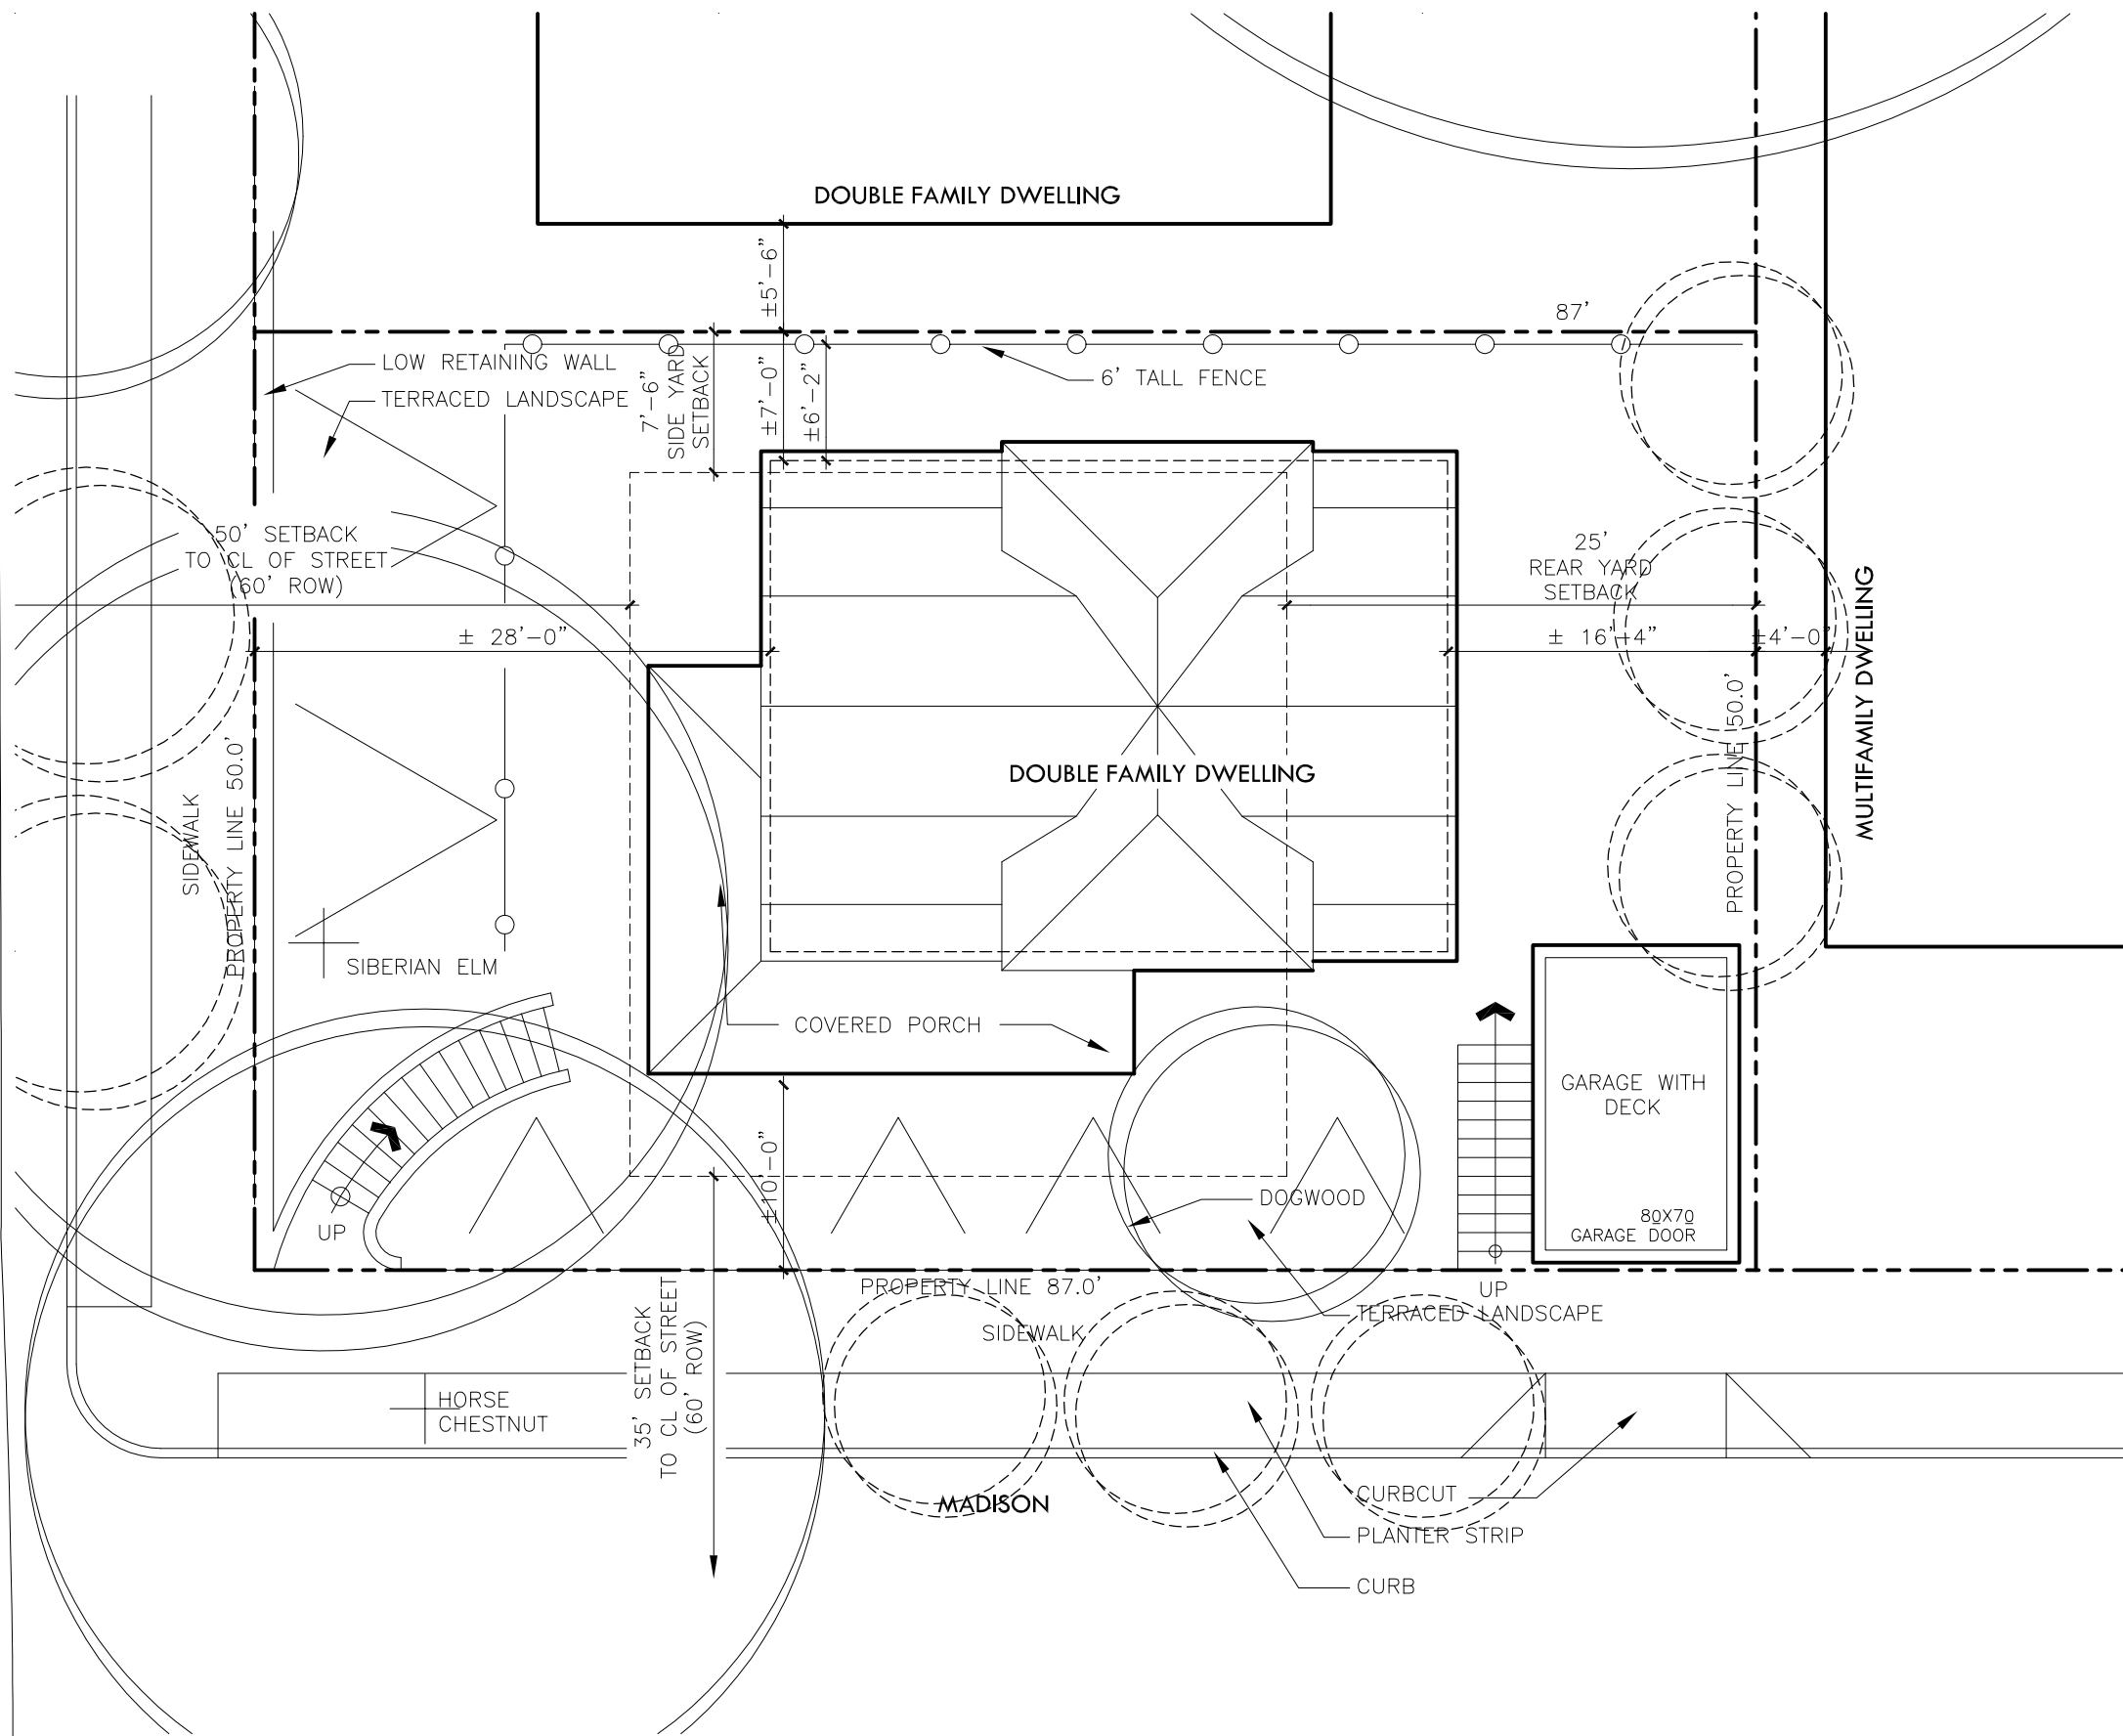 DOUBLE FAMILY DWELLING
±5'-6"
87'
LOW RETAINING WALL
TERRACED LANDSCAPE
7'-6"
SIDE YARD
SETBACK
±7'-0"
±6'-2"
6' TALL FENCE
50' SETBACK
TO CL OF STREET
(60' ROW)
25'
REAR YARD
SETBACK
± 28'-0"
± 16'-4"
±4'-0"
MULTIFAMILY DWELLING
SIDEWALK
PROPERTY LINE 50.0'
DOUBLE FAMILY DWELLING
PROPERTY LINE 50.0'
SIBERIAN ELM
COVERED PORCH
GARAGE WITH
DECK
±10'-0"
DOGWOOD
80X70
GARAGE DOOR
UP
PROPERTY LINE 87.0'
UP
TERRACED LANDSCAPE
SIDEWALK
35' SETBACK
TO CL OF STREET
(60' ROW)
HORSE
CHESTNUT
MADISON
CURBCUT
PLANTER STRIP
CURB